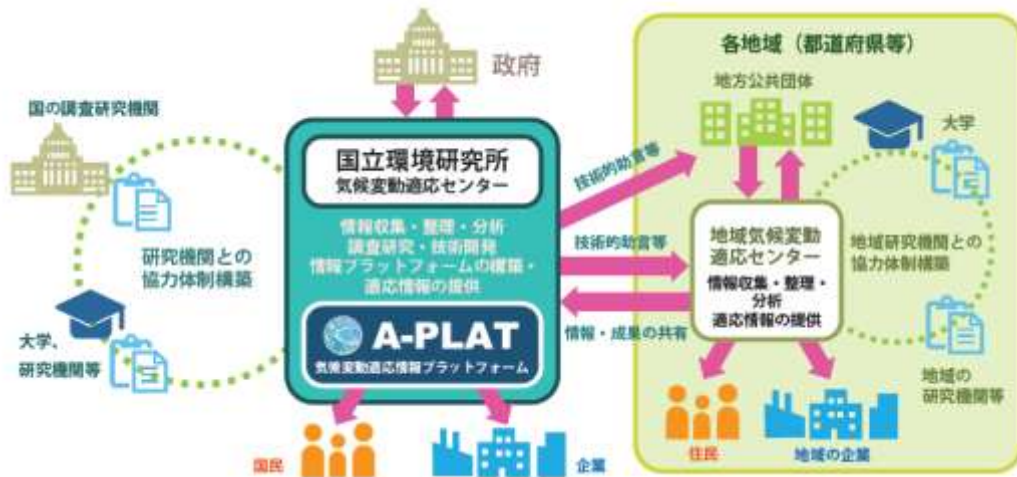 政府
国の調査研究機関
研究機関との
協力体制構築
大学、
研究機関等
国立環境研究所
気候変動適応センター
情報収集・整理・分析
調査研究・技術開発
情報プラットフォームの構築・
適応情報の提供
A-PLAT
気候変動適応情報プラットフォーム
国民
企業
技術的助言等
技術的助言等
情報・成果の共有
各地域（都道府県等）
地方公共団体
大学
地域気候変動
適応センター
情報収集・整理・
分析
適応情報の提供
地域研究機関との
協力体制構築
地域の
研究機関等
住民
地域の企業